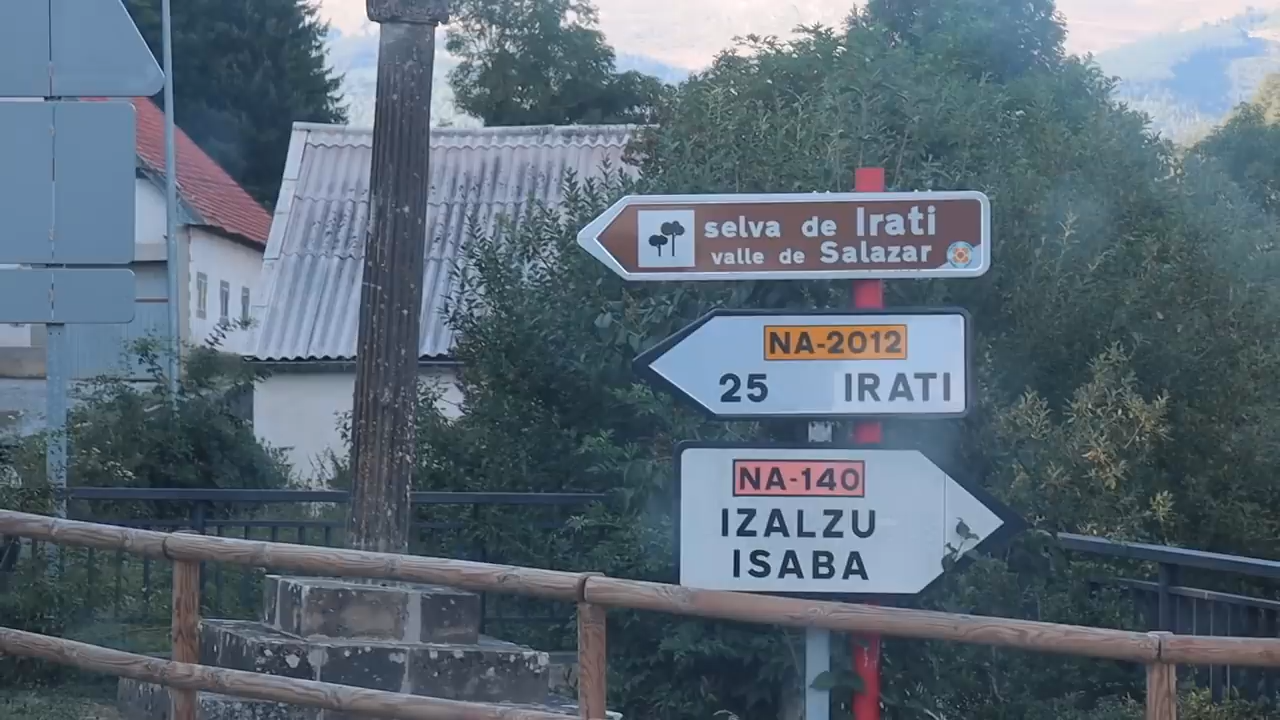 selva de Irati
valle de Salazar
NA-2012
25 IRATI
NA-140
IZALZU
ISABA